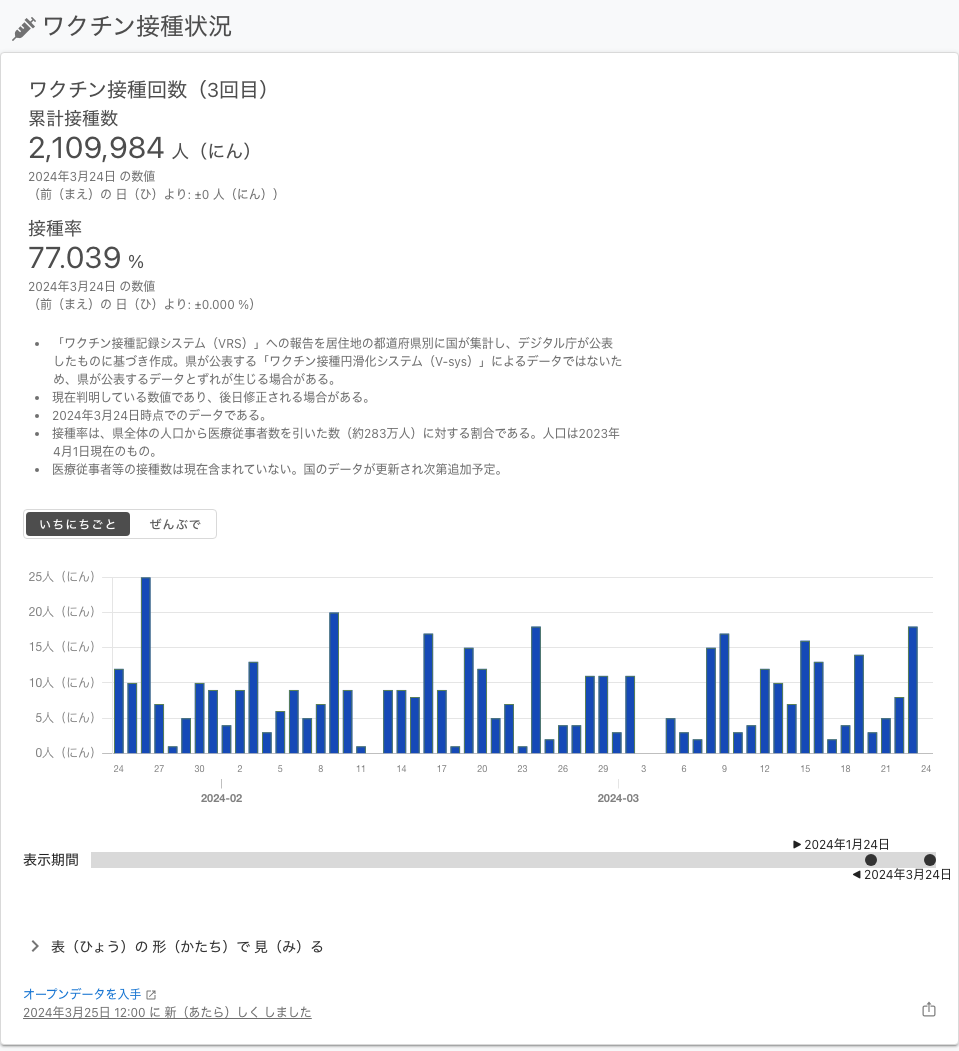 ワクチン接種状況
ワクチン接種回数（3回目）
累計接種数
2,109,984 人（にん）
2024年3月24日 の数値
（前（まえ）の 日（ひ）より: ±0 人（にん））
接種率
77.039 %
2024年3月24日 の数値
（前（まえ）の 日（ひ）より: ±0.000 %）
• 「ワクチン接種記録システム（VRS）」への報告を居住地の都道府県別に国が集計し、デジタル庁が公表
したものに基づき作成。県が公表する「ワクチン接種円滑化システム（V-sys）」によるデータではないた
め、県が公表するデータとずれが生じる場合がある。
• 現在判明している数値であり、後日修正される場合がある。
• 2024年3月24日時点でのデータである。
• 接種率は、県全体の人口から医療従事者数を引いた数（約283万人）に対する割合である。人口は2023年
4月1日現在のもの。
• 医療従事者等の接種数は現在含まれていない。国のデータが更新され次第追加予定。
いちにちごと ぜんぶで
25人（にん）
20人（にん）
15人（にん）
10人（にん）
5人（にん）
0人（にん）
24 27 30 2 5 8 11 14 17 20 23 26 29 3 6 9 12 15 18 21 24
2024-02 2024-03
▶ 2024年1月24日
表示期間
◀ 2024年3月24日
表（ひょう）の 形（かたち）で 見（み）る
オープンデータを入手
2024年3月25日 12:00 に 新（あたら）しく しました